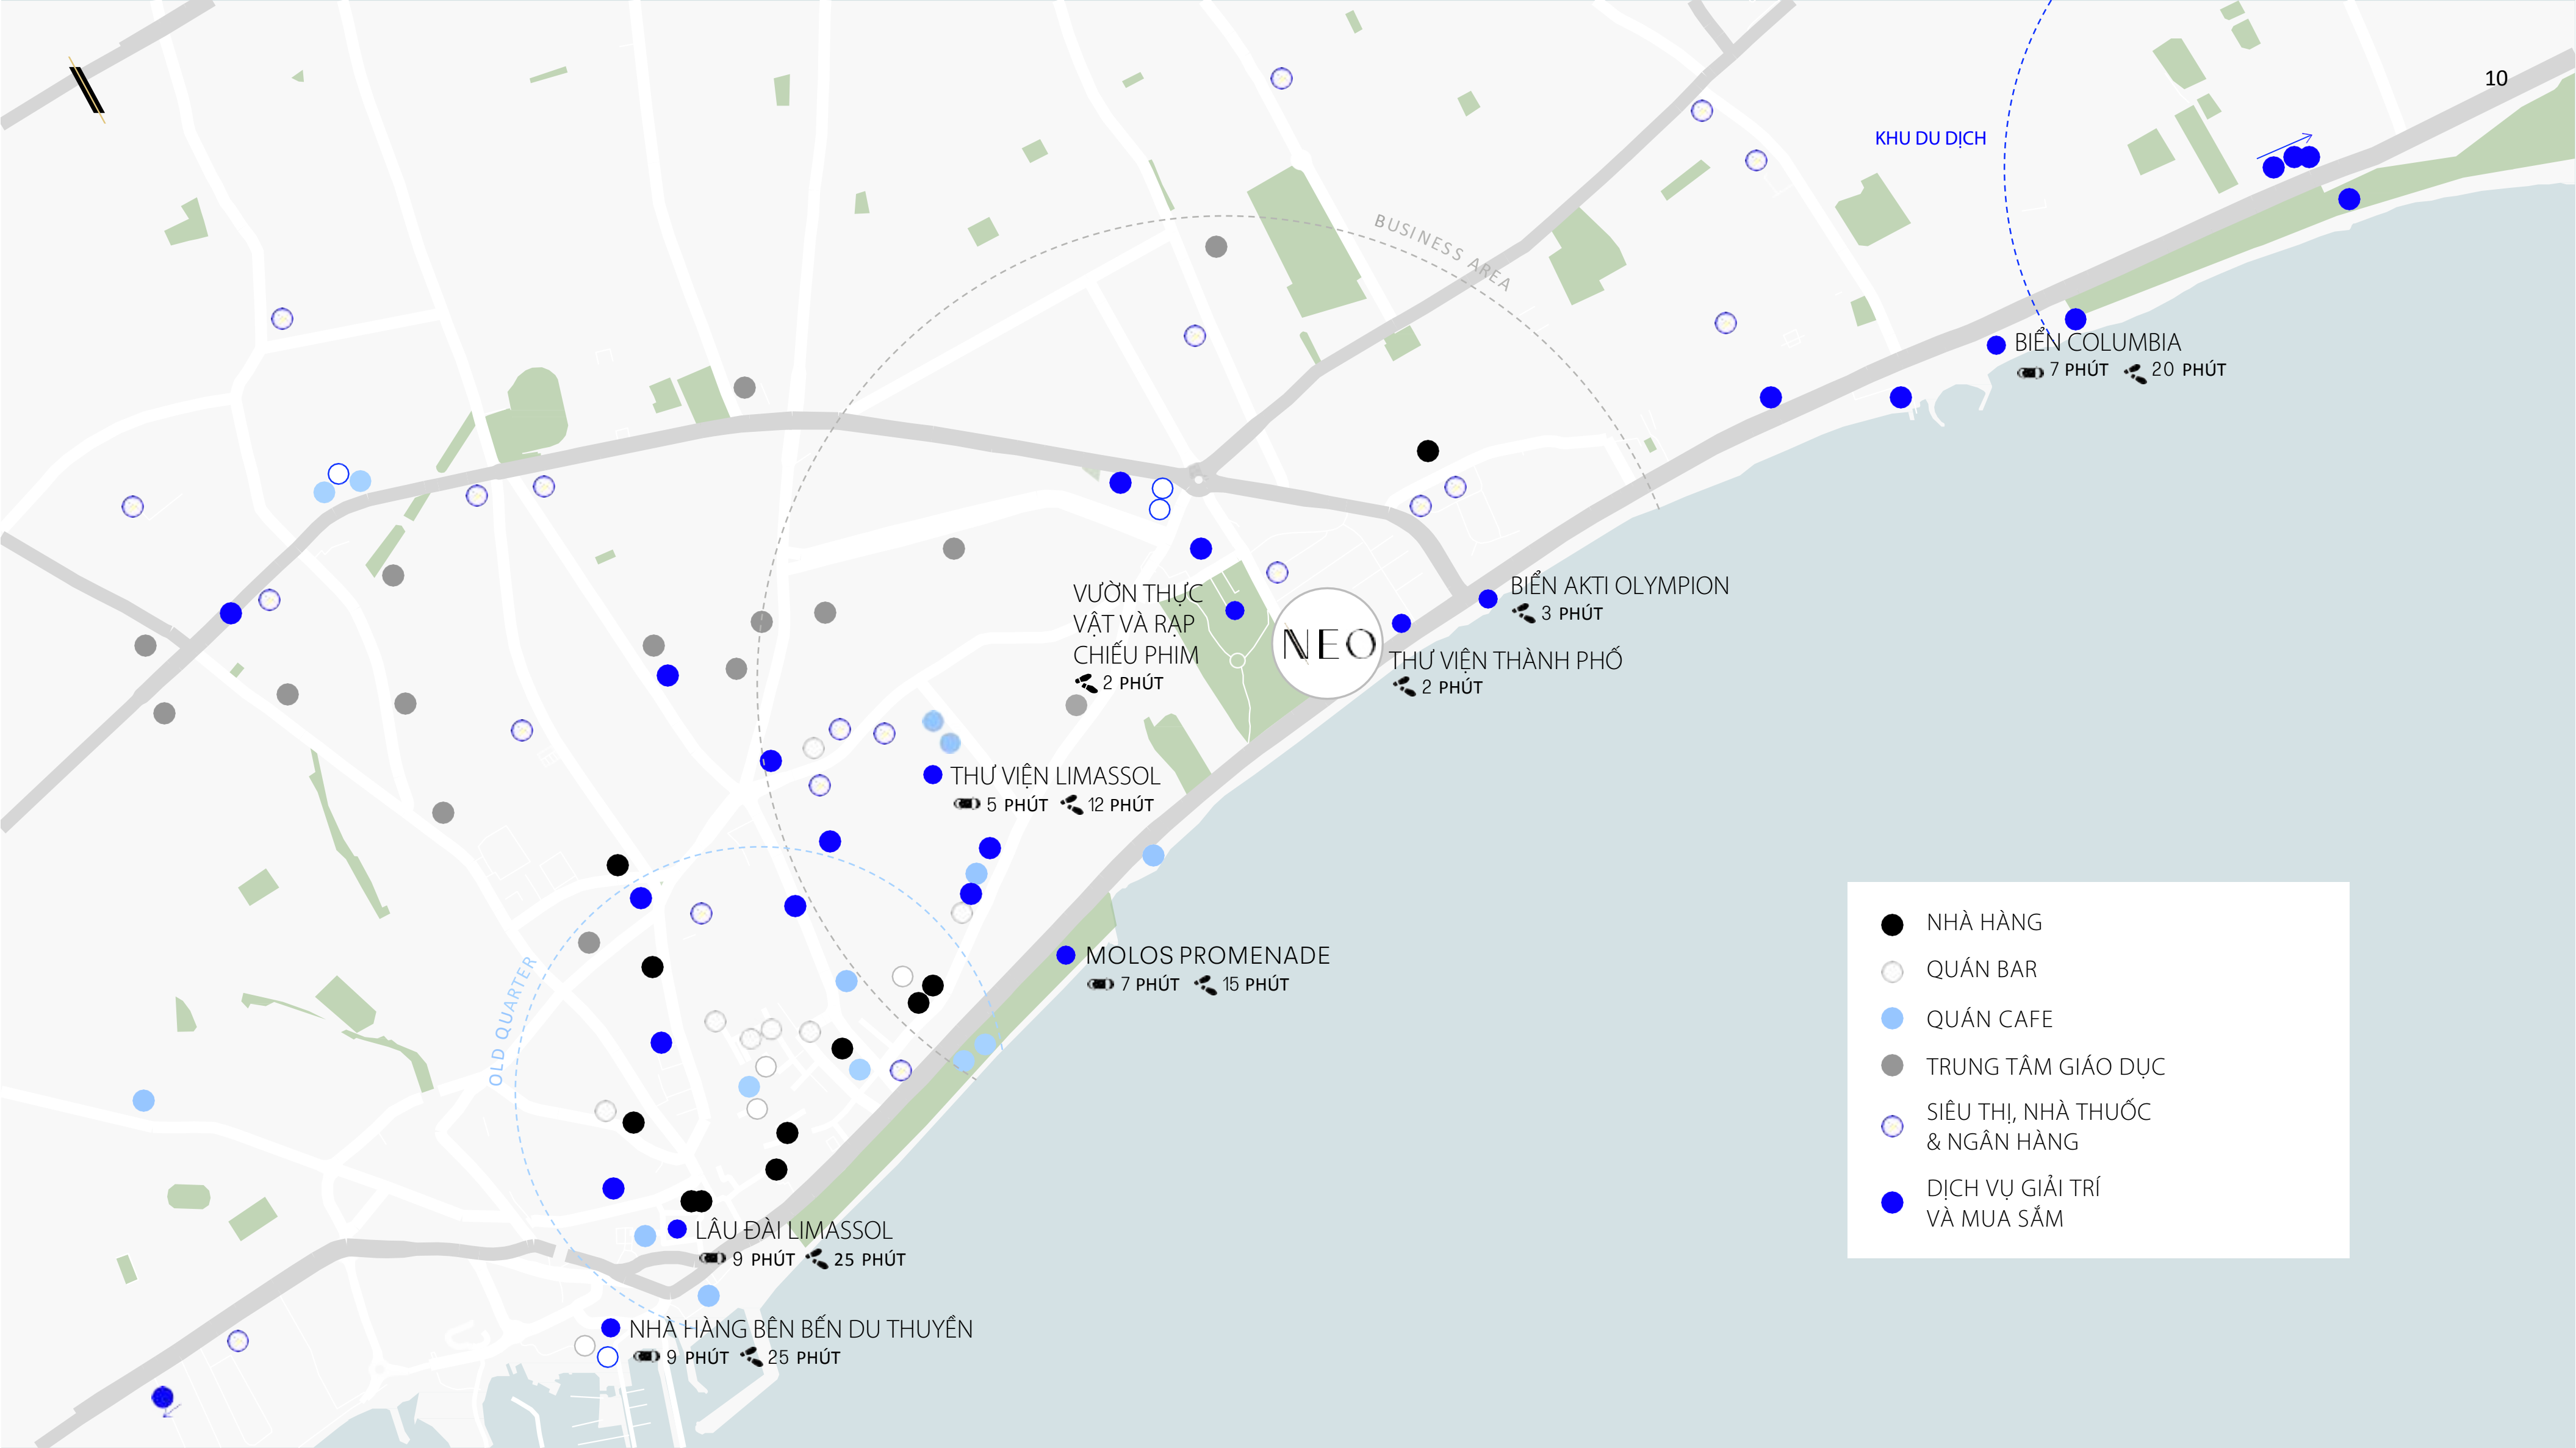 10
KHU DU DỊCH
BUSINESS AREA
BIỂN COLUMBIA
7 PHÚT 20 PHÚT
VƯỜN THỰC
VẬT VÀ RẠP
CHIẾU PHIM
2 PHÚT
NEO
BIỂN AKTI OLYMPION
3 PHÚT
THƯ VIỆN THÀNH PHỐ
2 PHÚT
THƯ VIỆN LIMASSOL
5 PHÚT 12 PHÚT
MOLOS PROMENADE
7 PHÚT 15 PHÚT
OLD QUARTER
LÂU ĐÀI LIMASSOL
9 PHÚT 25 PHÚT
NHÀ HÀNG BÊN BẾN DU THUYỀN
9 PHÚT 25 PHÚT
NHÀ HÀNG
QUÁN BAR
QUÁN CAFE
TRUNG TÂM GIÁO DỤC
SIÊU THỊ, NHÀ THUỐC
& NGÂN HÀNG
DỊCH VỤ GIẢI TRÍ
VÀ MUA SẮM